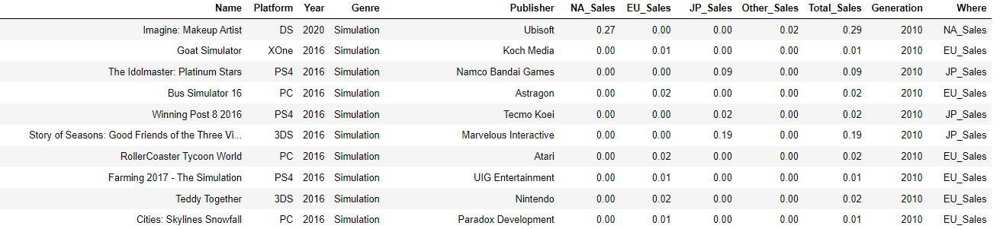 Name Platform Year Genre Publisher NA_Sales EU_Sales JP_Sales Other_Sales Total_Sales Generation Where
Imagine: Makeup Artist DS 2020 Simulation Ubisoft 0.27 0.00 0.00 0.02 0.29 2010 NA_Sales
Goat Simulator XOne 2016 Simulation Koch Media 0.00 0.01 0.00 0.00 0.01 2010 EU_Sales
The Idolmaster: Platinum Stars PS4 2016 Simulation Namco Bandai Games 0.00 0.00 0.09 0.00 0.09 2010 JP_Sales
Bus Simulator 16 PC 2016 Simulation Astragon 0.00 0.02 0.00 0.00 0.02 2010 EU_Sales
Winning Post 8 2016 PS4 2016 Simulation Tecmo Koei 0.00 0.00 0.02 0.00 0.02 2010 JP_Sales
Story of Seasons: Good Friends of the Three Vi... 3DS 2016 Simulation Marvelous Interactive 0.00 0.00 0.19 0.00 0.19 2010 JP_Sales
RollerCoaster Tycoon World PC 2016 Simulation Atari 0.00 0.02 0.00 0.00 0.02 2010 EU_Sales
Farming 2017 - The Simulation PS4 2016 Simulation UIG Entertainment 0.00 0.01 0.00 0.00 0.01 2010 EU_Sales
Teddy Together 3DS 2016 Simulation Nintendo 0.00 0.02 0.00 0.00 0.02 2010 EU_Sales
Cities: Skylines Snowfall PC 2016 Simulation Paradox Development 0.00 0.01 0.00 0.00 0.01 2010 EU_Sales